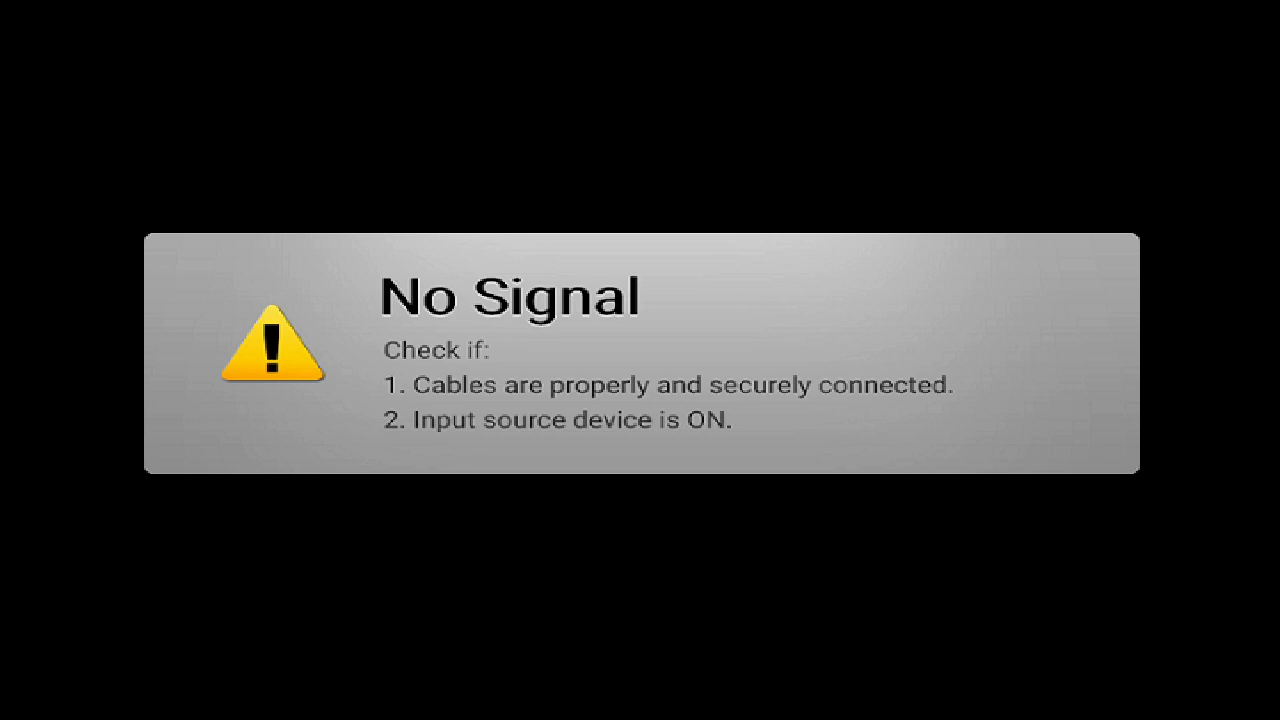 No Signal
Check if:
1. Cables are properly and securely connected.
2. Input source device is ON.